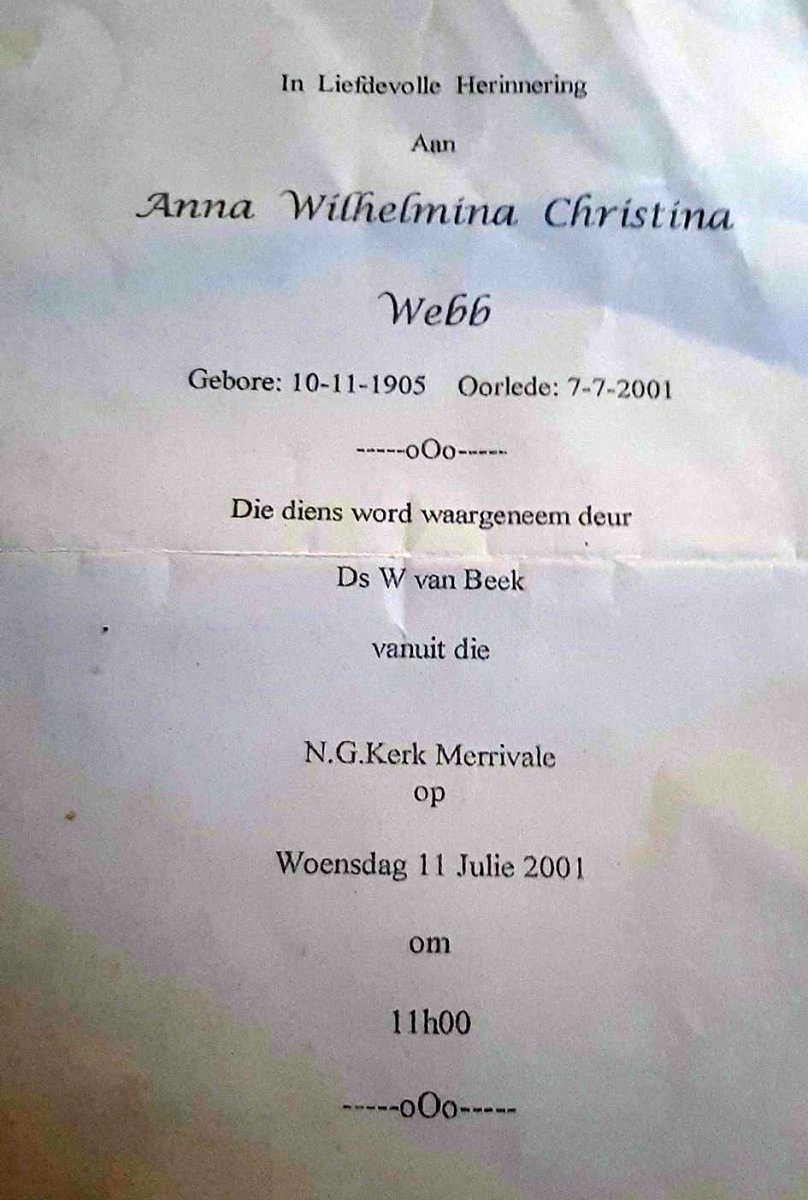 In Liefdevolle Herinnering
Aan
Anna Wilhelmina Christina
Webb
Gebore: 10-11-1905 Oorlede: 7-7-2001
-----oOo-----
Die diens word waargeneem deur
Ds W van Beek
vanuit die
N.G.Kerk Merrivale
op
Woensdag 11 Julie 2001
om
11h00
-----oOo-----